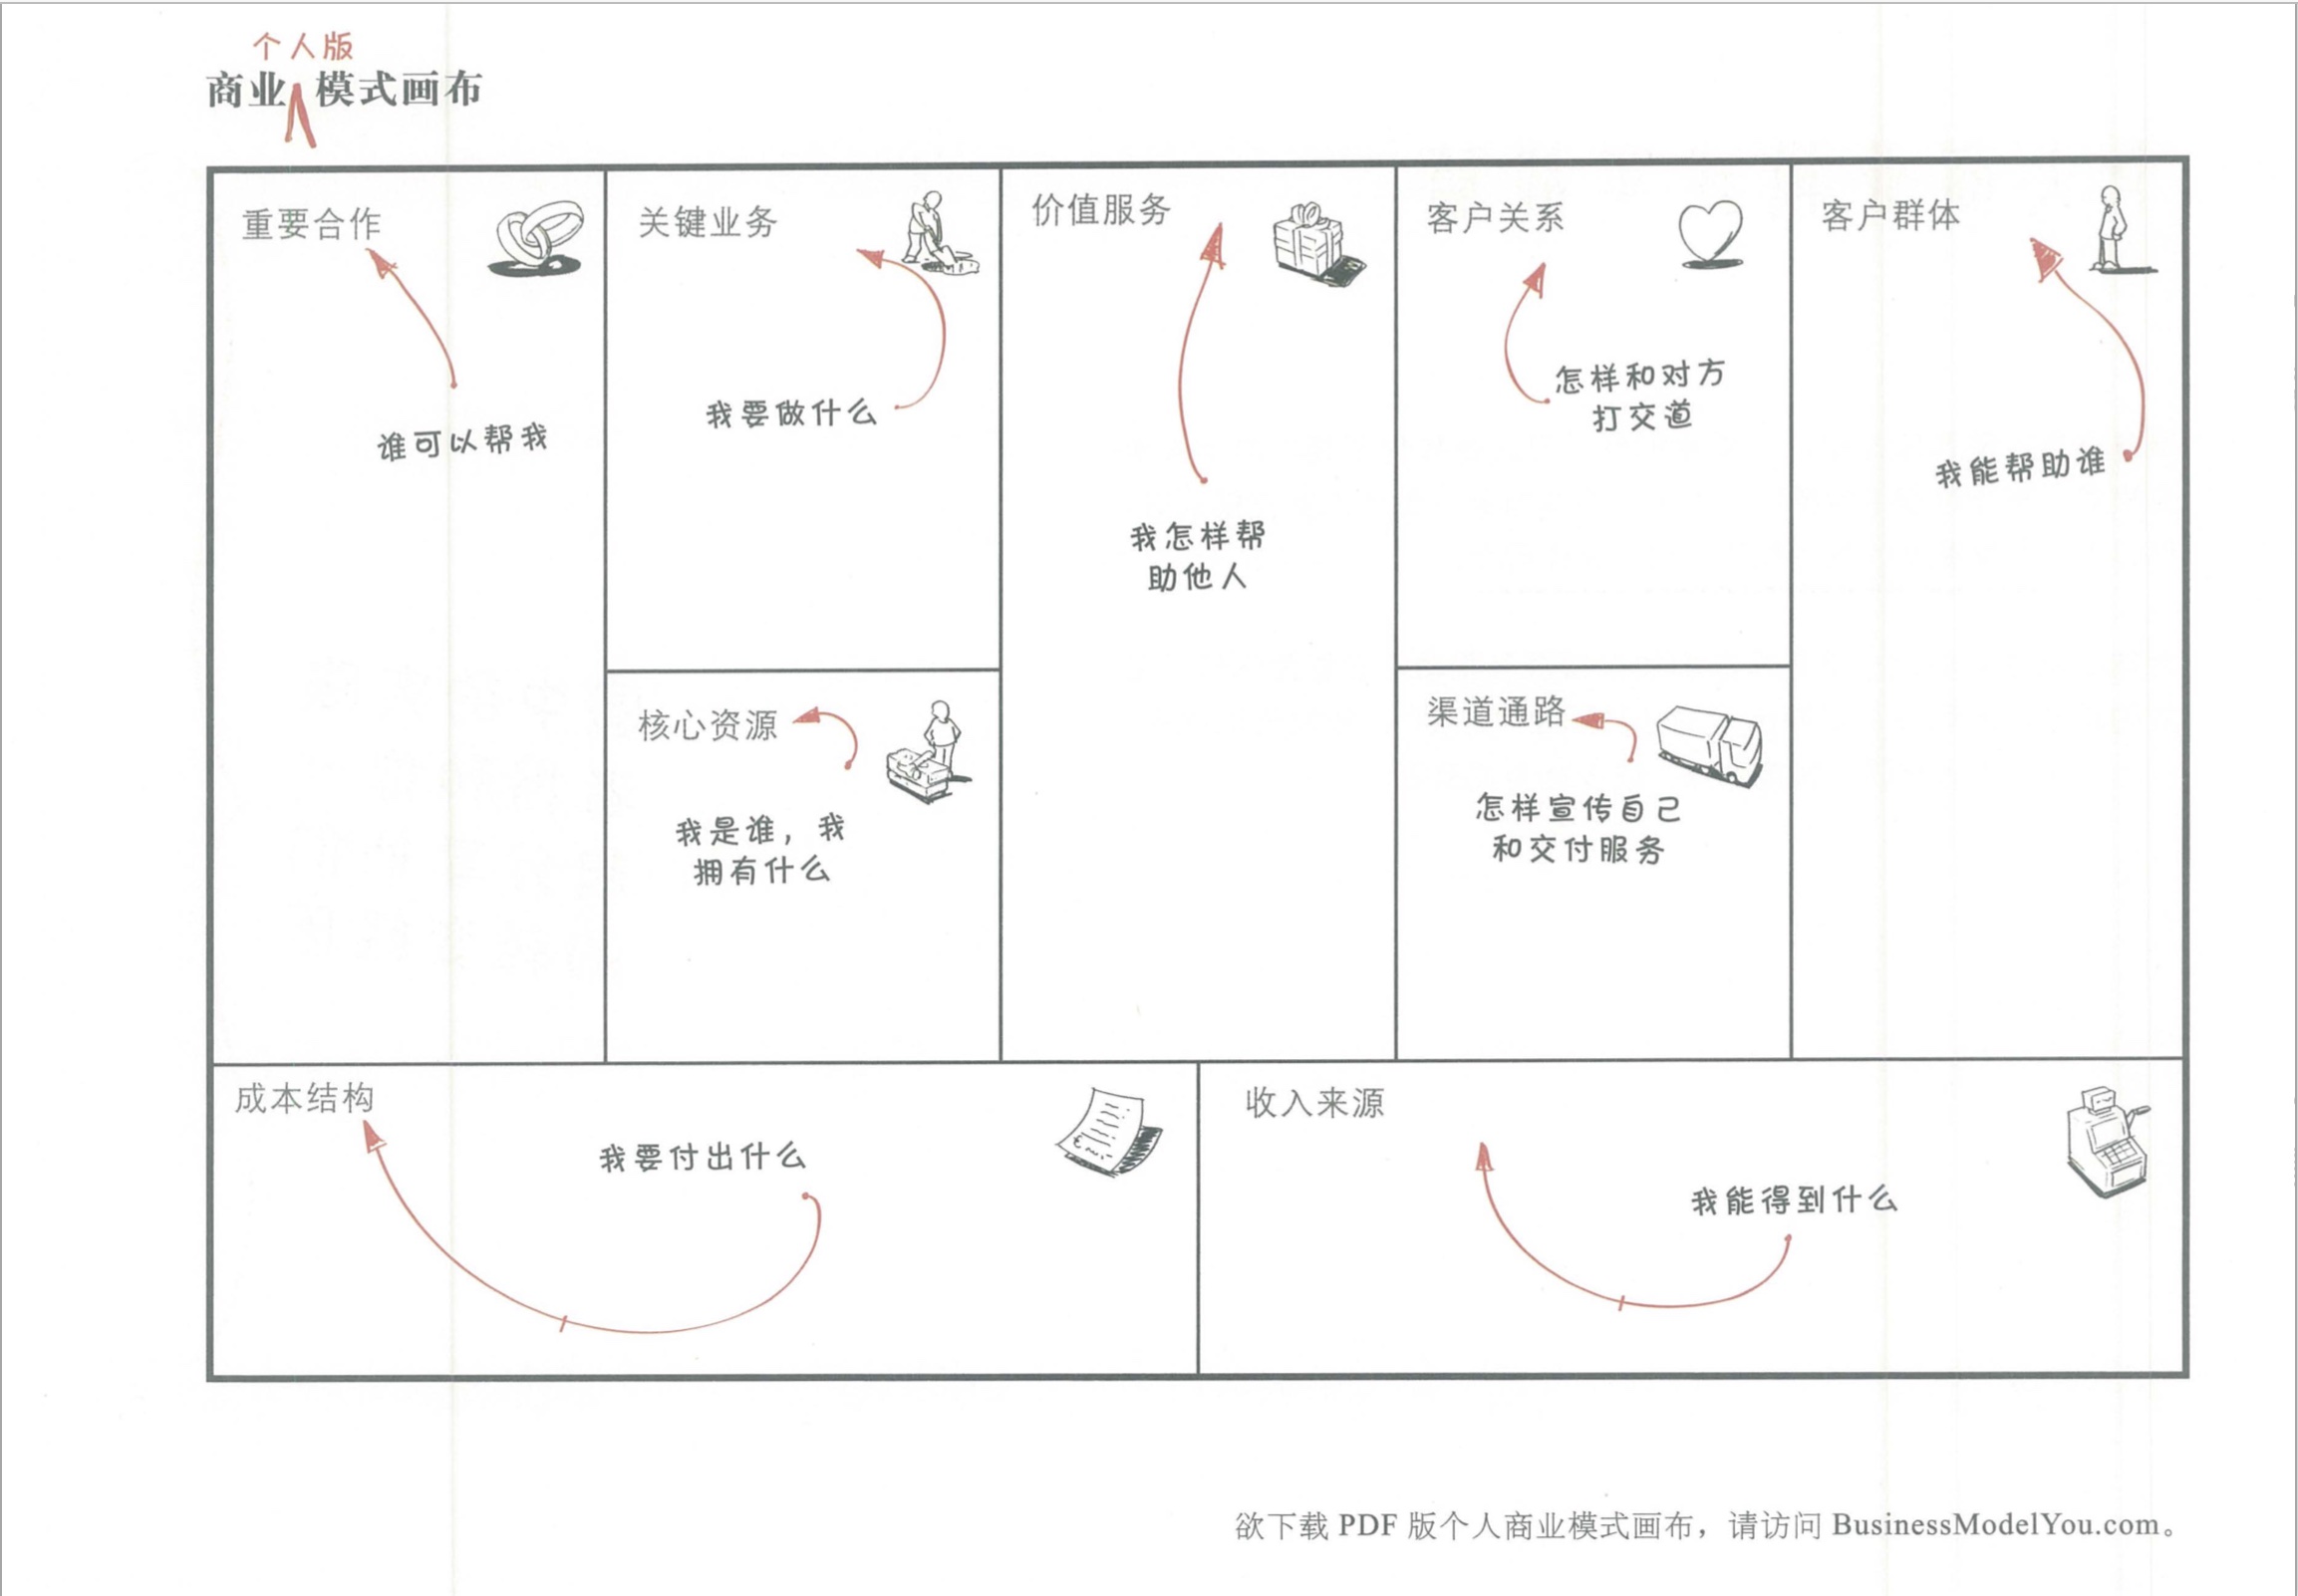 个人版
商业 模式画布
重要合作
谁可以帮我
关键业务
我要做什么
核心资源
我是谁，我
拥有什么
价值服务
我怎样帮
助他人
客户关系
怎样和对方
打交道
渠道通路
怎样宣传自己
和交付服务
客户群体
我能帮助谁
成本结构
我要付出什么
收入来源
我能得到什么
欲下载 PDF 版个人商业模式画布，请访问 BusinessModelYou.com。